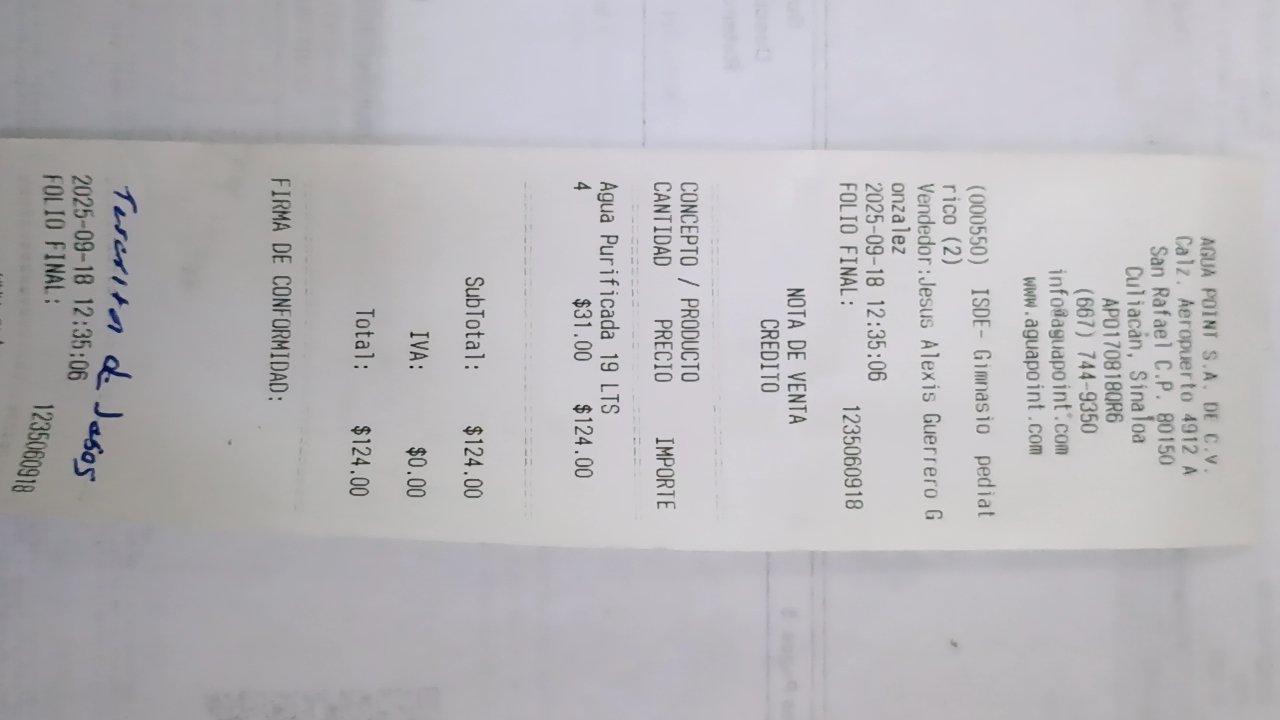 AGUA POINT S.A. DE C.V.
Calz. Aeropuerto 4912 A
San Rafael C.P. 80150
Culiacán, Sinaloa
APO170818QR6
(667) 744-9350
info@aguapoint.com
www.aguapoint.com
(000550) ISDE- Gimnasio pediat
rico (2)
Vendedor:Jesus Alexis Guerrero G
onzalez
2025-09-18 12:35:06
FOLIO FINAL: 1235060918
NOTA DE VENTA
CREDITO
CONCEPTO / PRODUCTO
CANTIDAD PRECIO IMPORTE
Agua Purificada 19 LTS
4 $31.00 $124.00
SubTotal: $124.00
IVA: $0.00
Total: $124.00
FIRMA DE CONFORMIDAD:
Teresita d Jesos
2025-09-18 12:35:06
FOLIO FINAL: 1235060918